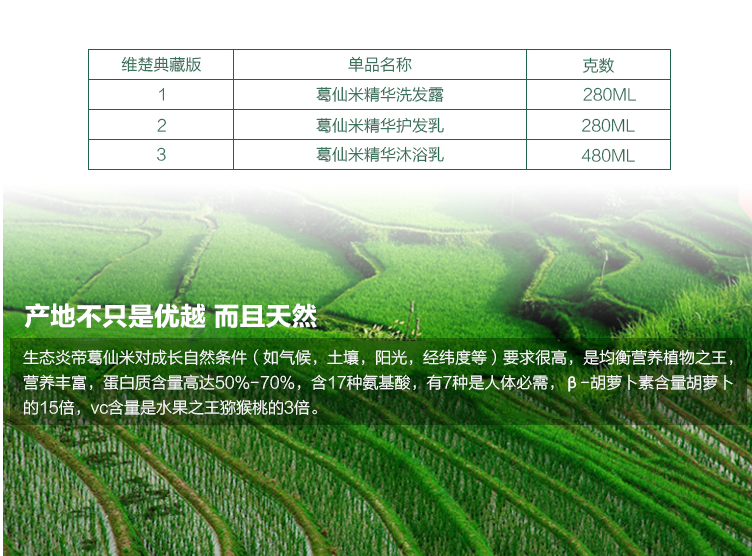 维楚典藏版 单品名称 克数
1 葛仙米精华洗发露 280ML
2 葛仙米精华护发乳 280ML
3 葛仙米精华沐浴乳 480ML
产地不只是优越 而且天然
生态炎帝葛仙米对成长自然条件（如气候，土壤，阳光，经纬度等）要求很高，是均衡营养植物之王，
营养丰富，蛋白质含量高达50%-70%，含17种氨基酸，有7种是人体必需，β-胡萝卜素含量胡萝卜
的15倍，vc含量是水果之王猕猴桃的3倍。